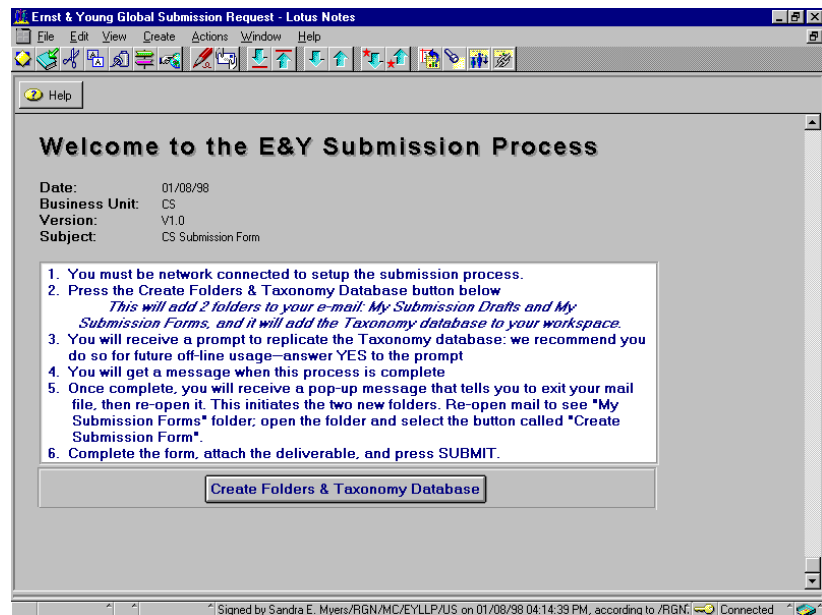 Ernst & Young Global Submission Request - Lotus Notes
File Edit View Create Actions Window Help
Help
Welcome to the E&Y Submission Process
Date: 01/08/98
Business Unit: CS
Version: V1.0
Subject: CS Submission Form
1. You must be network connected to setup the submission process.
2. Press the Create Folders & Taxonomy Database button below
This will add 2 folders to your e-mail: My Submission Drafts and My
Submission Forms, and it will add the Taxonomy database to your workspace.
3. You will receive a prompt to replicate the Taxonomy database: we recommend you
do so for future off-line usage—answer YES to the prompt
4. You will get a message when this process is complete
5. Once complete, you will receive a pop-up message that tells you to exit your mail
file, then re-open it. This initiates the two new folders. Re-open mail to see "My
Submission Forms" folder; open the folder and select the button called "Create
Submission Form".
6. Complete the form, attach the deliverable, and press SUBMIT.
Create Folders & Taxonomy Database
Signed by Sandra E. Myers/RGN/MC/EYLLP/US on 01/08/98 04:14:39 PM, according to /RGN. Connected